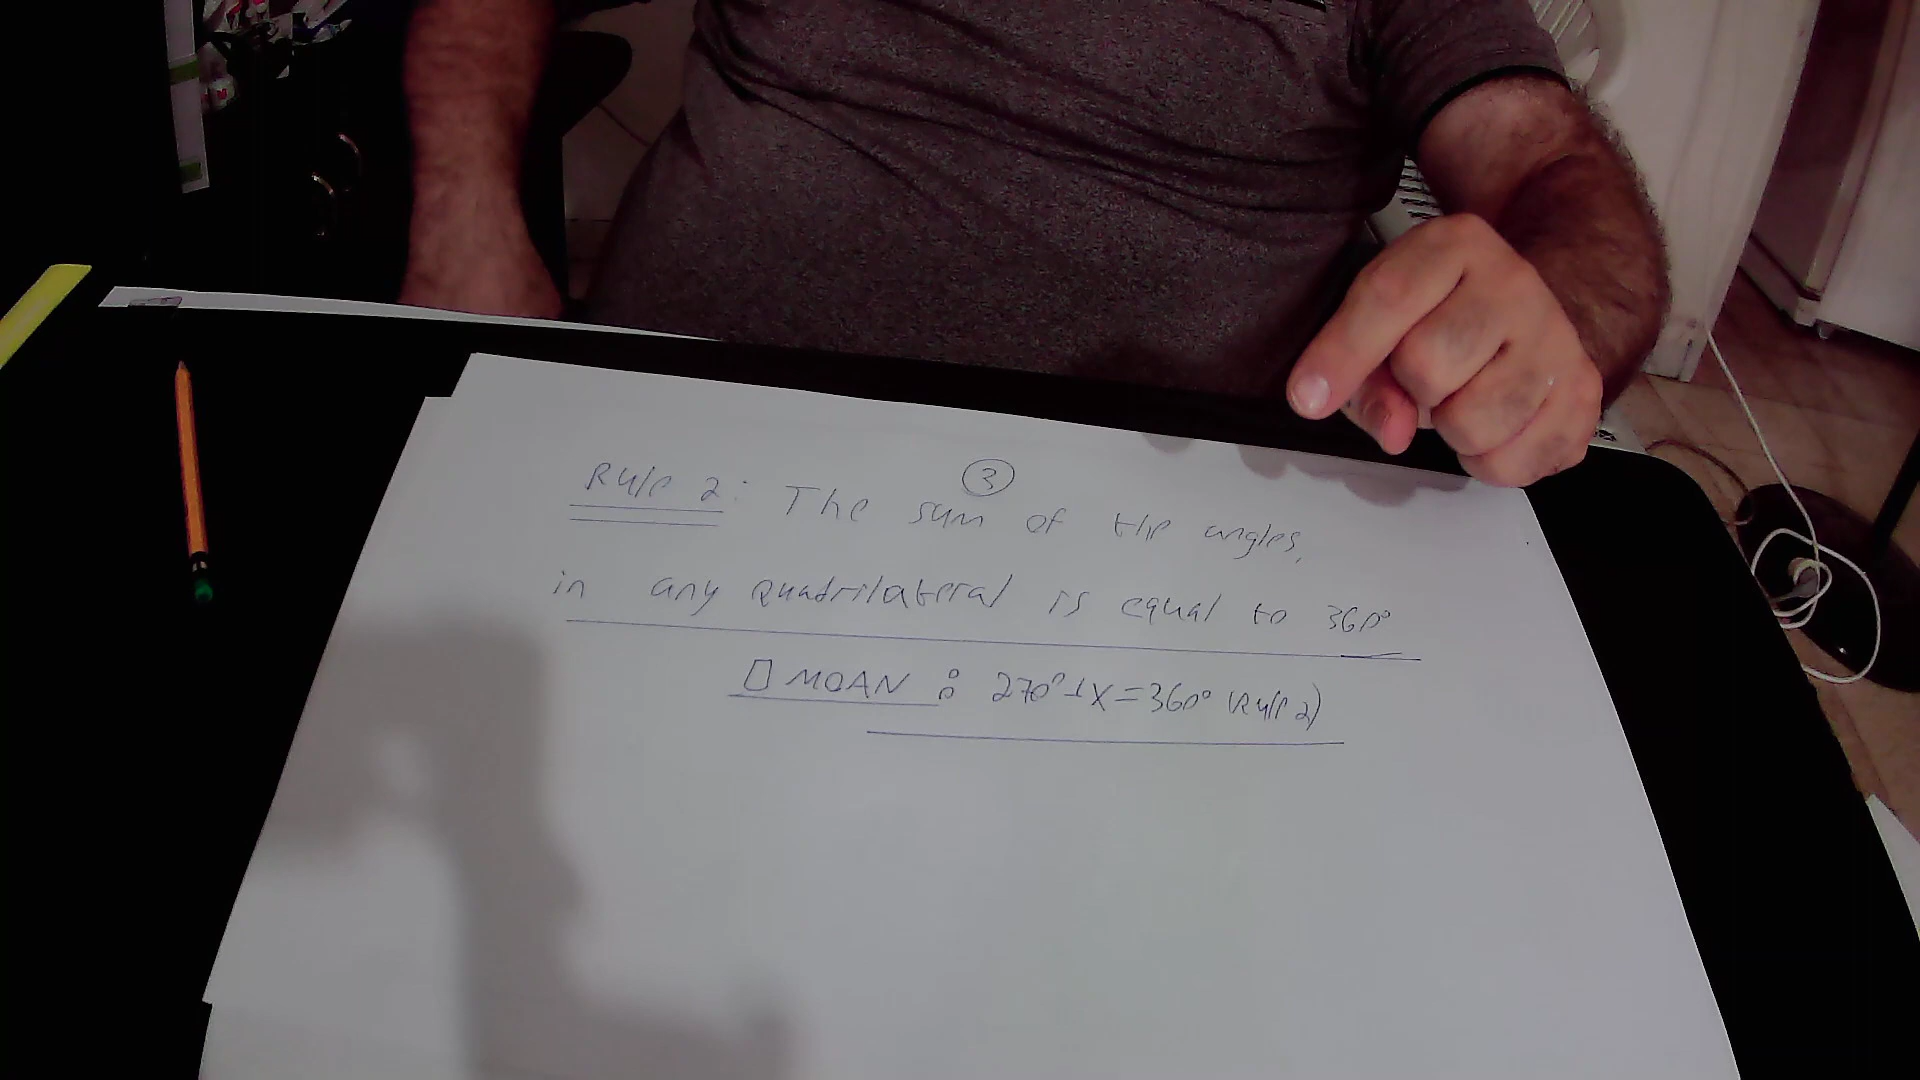 3
Rule 2: The sum of the angles,
in any quadrilateral is equal to 360°
▯ MOAN : 270°+X=360° (Rule 2)